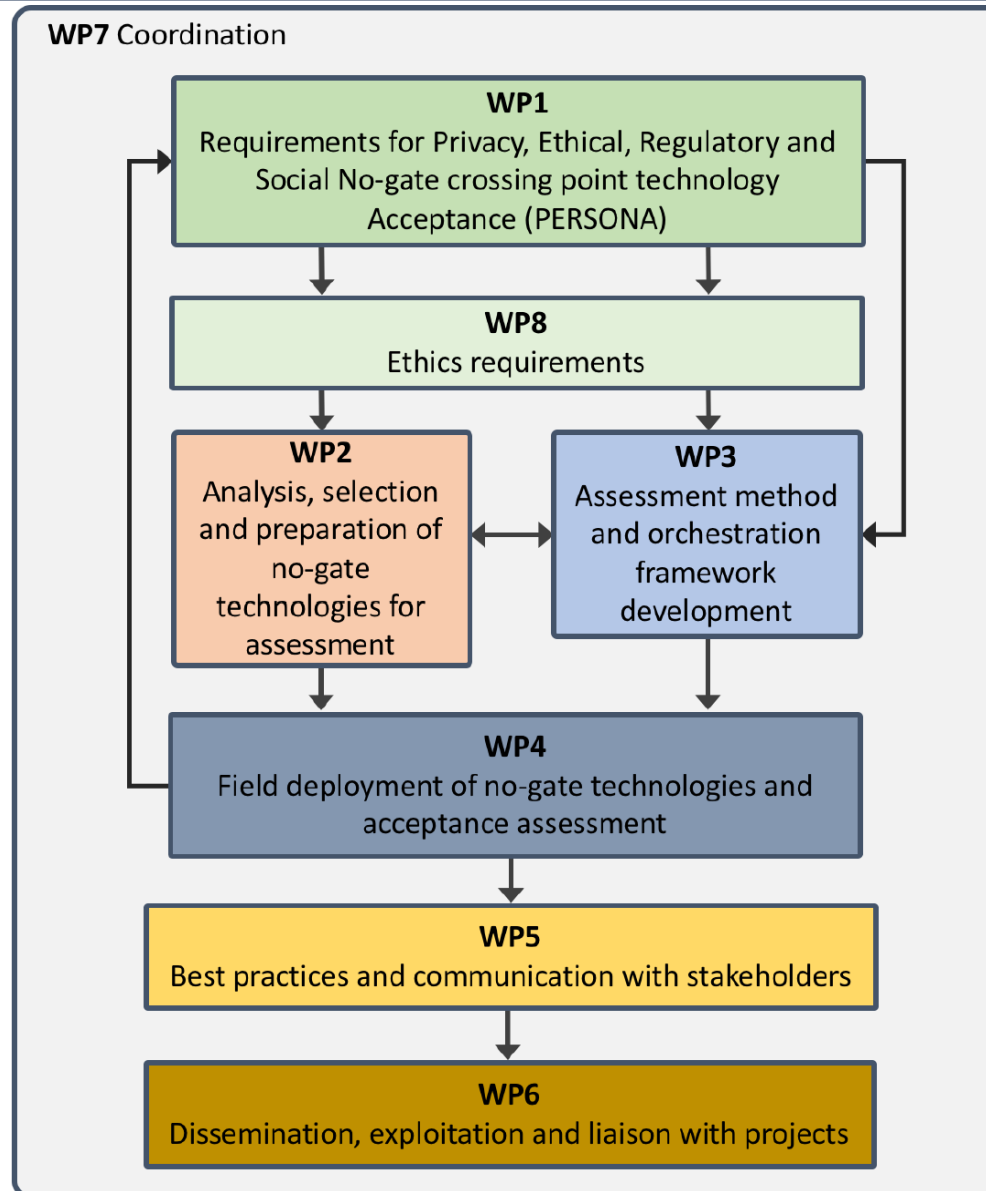 WP7 Coordination
WP1
Requirements for Privacy, Ethical, Regulatory and
Social No-gate crossing point technology
Acceptance (PERSONA)
WP8
Ethics requirements
WP2
Analysis, selection
and preparation of
no-gate
technologies for
assessment
WP3
Assessment method
and orchestration
framework
development
WP4
Field deployment of no-gate technologies and
acceptance assessment
WP5
Best practices and communication with stakeholders
WP6
Dissemination, exploitation and liaison with projects